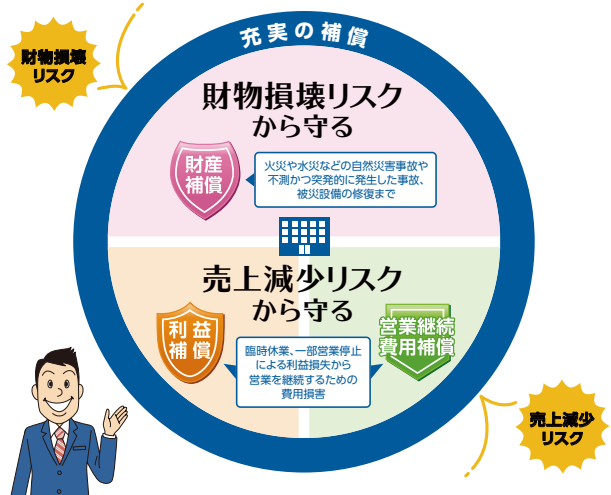 充実の補償
財物損壊
リスク
財物損壊リスク
から守る
財産
補償
火災や水災などの自然災害事故や
不測かつ突発的に発生した事故、
被災設備の修復まで
売上減少リスク
から守る
利益
補償
臨時休業、一部営業停止
による利益損失から
営業を継続するための
費用損害
営業継続
費用補償
売上減少
リスク